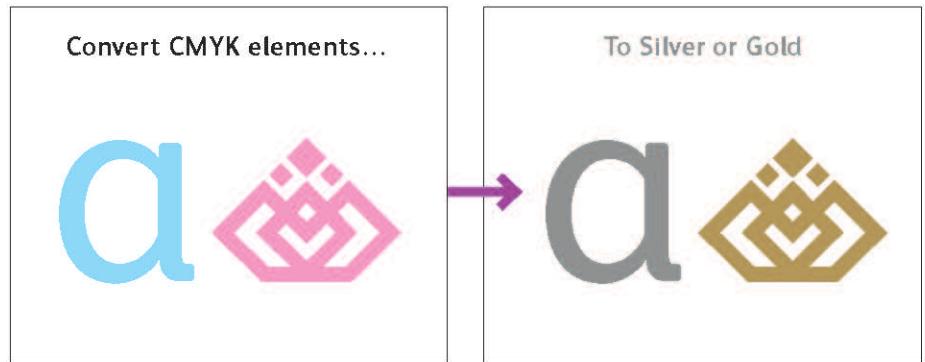 Convert CMYK elements…
To Silver or Gold
a
a